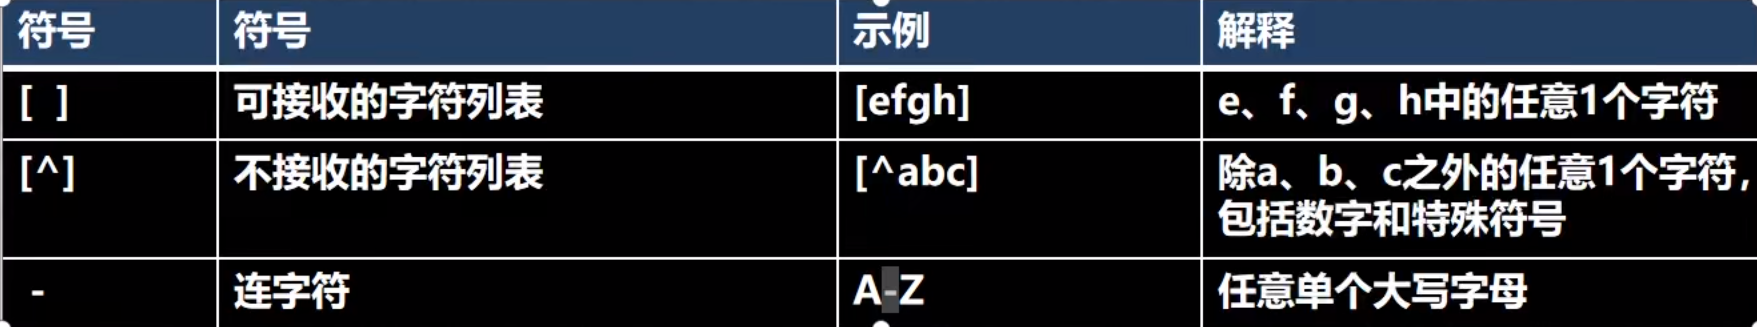 符号 符号 示例 解释
[ ] 可接收的字符列表 [efgh] e、f、g、h中的任意1个字符
[^] 不接收的字符列表 [^abc] 除a、b、c之外的任意1个字符，
包括数字和特殊符号
- 连字符 A-Z 任意单个大写字母